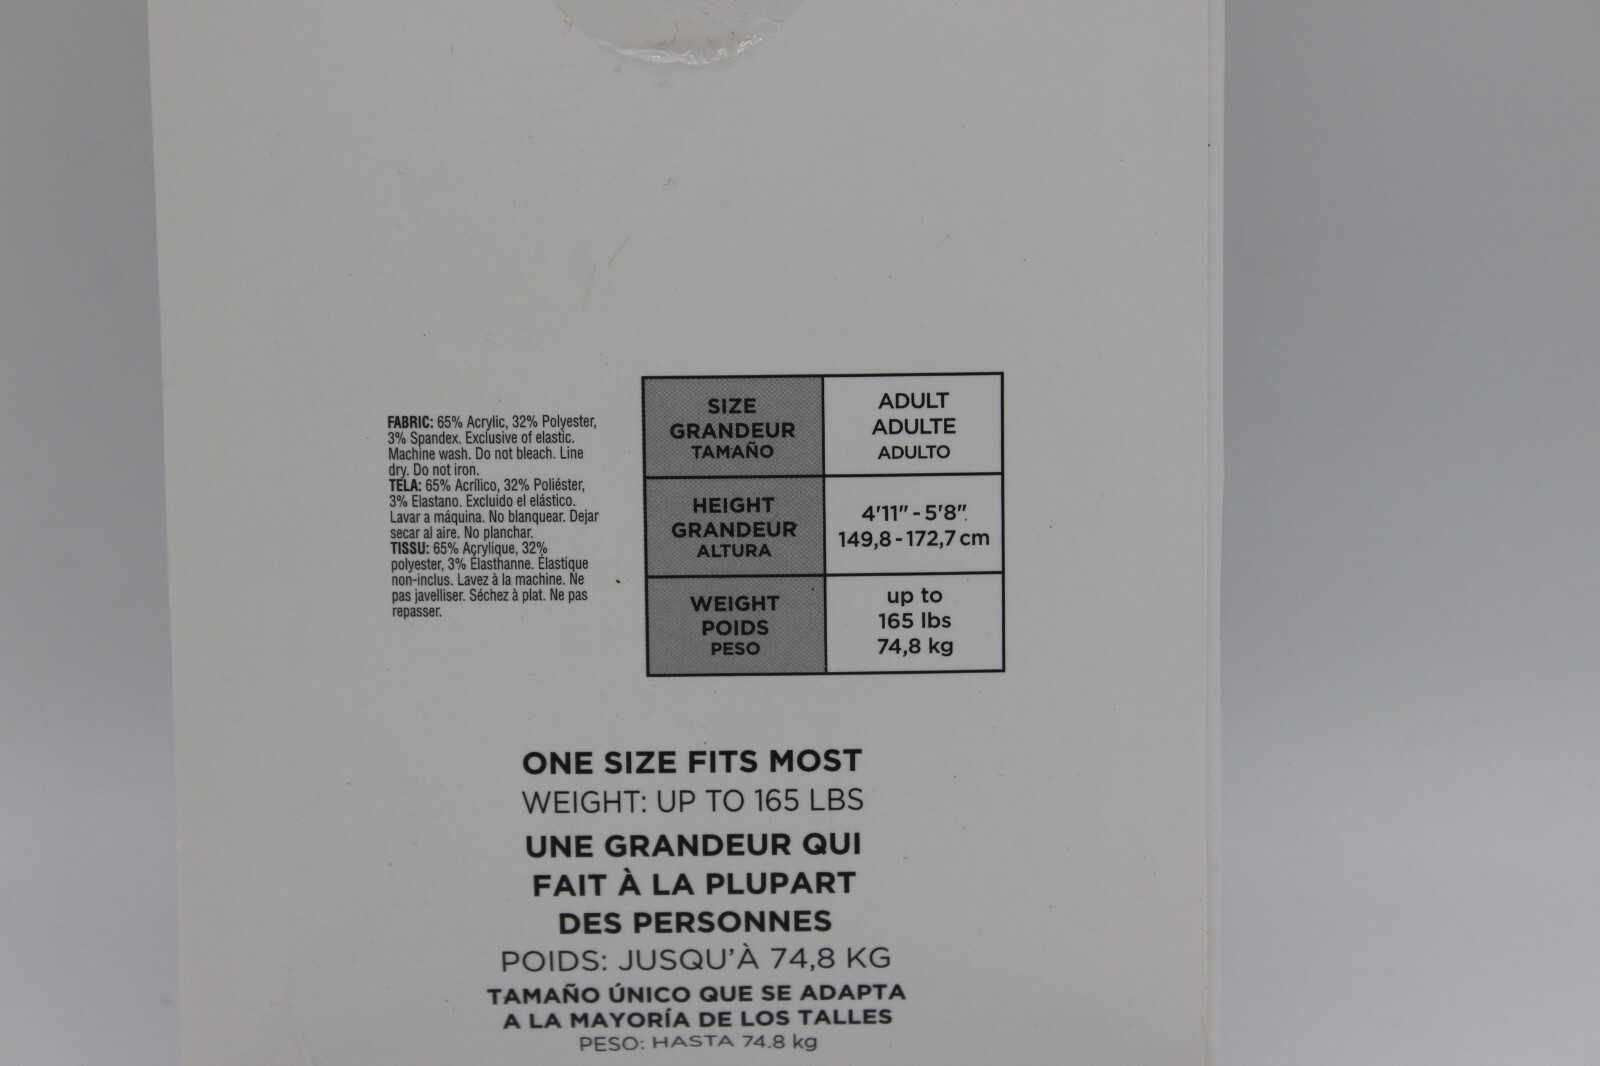 FABRIC: 65% Acrylic, 32% Polyester,
3% Spandex. Exclusive of elastic.
Machine wash. Do not bleach. Line
dry. Do not iron.
TELA: 65% Acrílico, 32% Poliéster,
3% Elastano. Excluido el elástico.
Lavar a máquina. No blanquear. Dejar
secar al aire. No planchar.
TISSU: 65% Acrylique, 32%
polyester, 3% Élasthanne. Élastique
non-inclus. Lavez à la machine. Ne
pas javelliser. Séchez à plat. Ne pas
repasser.
SIZE
GRANDEUR
TAMAÑO
ADULT
ADULTE
ADULTO
HEIGHT
GRANDEUR
ALTURA
4'11" - 5'8".
149,8 - 172,7 cm
WEIGHT
POIDS
PESO
up to
165 lbs
74,8 kg
ONE SIZE FITS MOST
WEIGHT: UP TO 165 LBS
UNE GRANDEUR QUI
FAIT À LA PLUPART
DES PERSONNES
POIDS: JUSQU'À 74,8 KG
TAMAÑO ÚNICO QUE SE ADAPTA
A LA MAYORÍA DE LOS TALLES
PESO: HASTA 74.8 kg